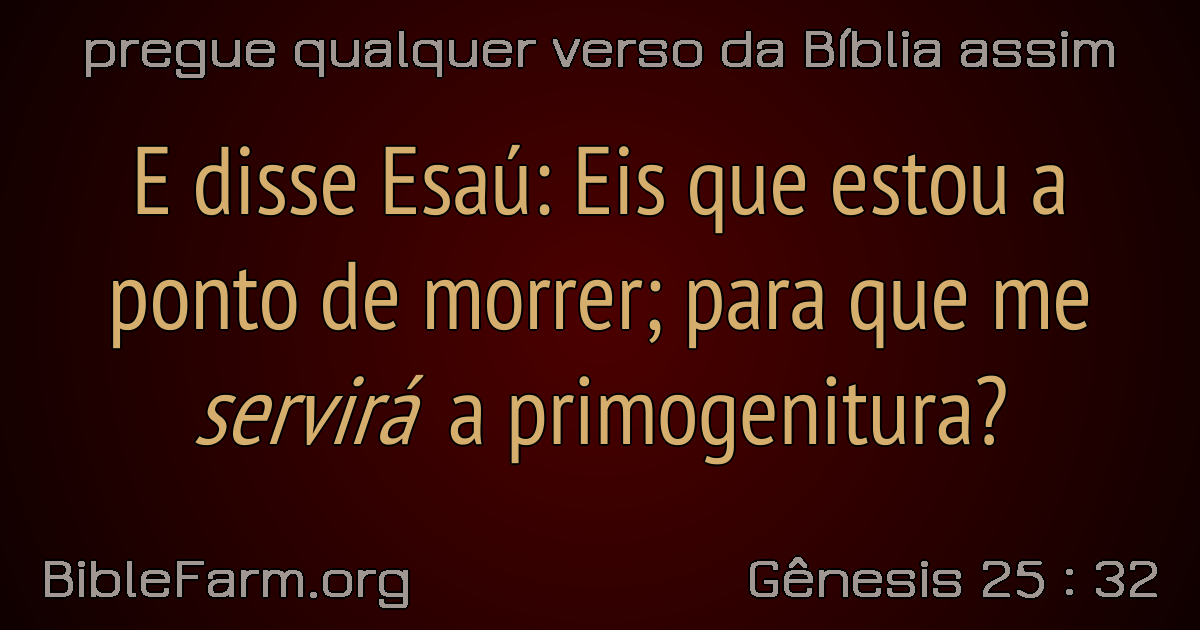 pregue qualquer verso da Bíblia assim
E disse Esaú: Eis que estou a
ponto de morrer; para que me
servirá a primogenitura?
BibleFarm.org
Gênesis 25 : 32